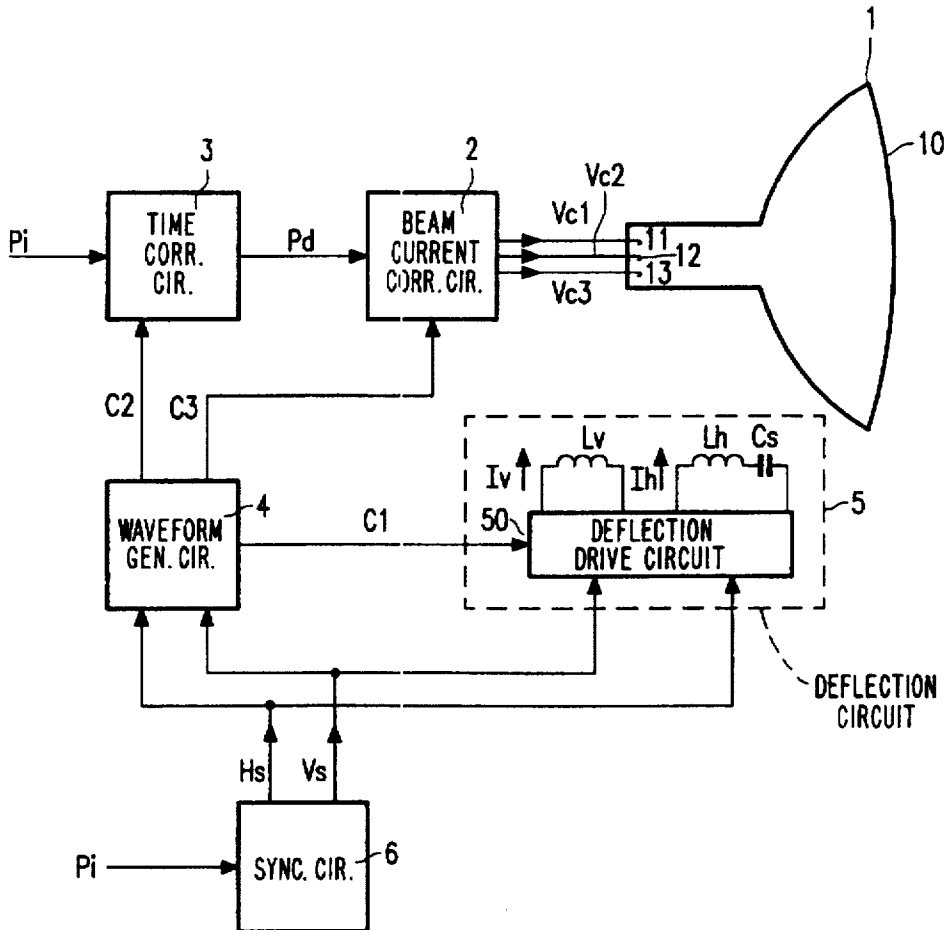 1
10
3
2
Vc2
TIME
CORR.
CIR.
BEAM
CURRENT
CORR. CIR.
Vc1
11
12
13
Pi
Pd
Vc3
C2
C3
Lv
Lh
Cs
Iv
Ih
5
WAVEFORM
GEN. CIR.
4
C1
50
DEFLECTION
DRIVE CIRCUIT
DEFLECTION
CIRCUIT
Hs
Vs
Pi
SYNC. CIR.
6